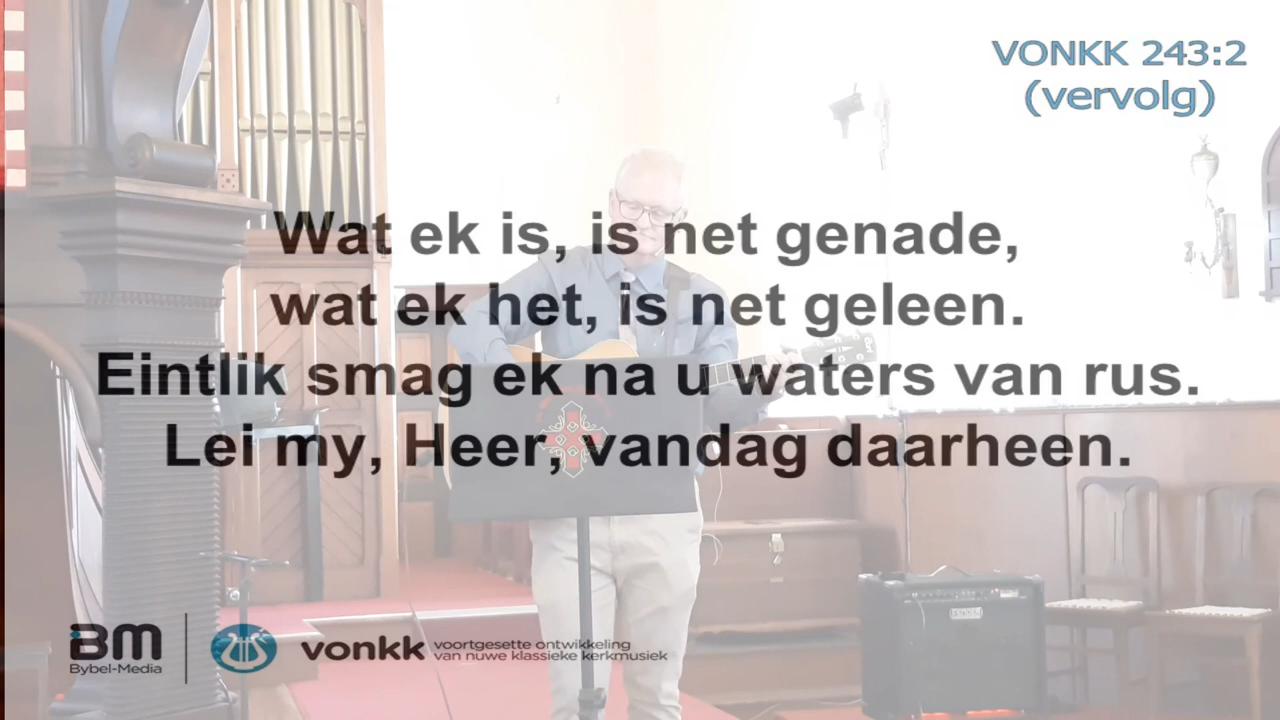 VONKK 243:2
(vervolg)
Wat ek is, is net genade,
wat ek het, is net geleen.
Eintlik smag ek na u waters van rus.
Lei my, Heer, vandag daarheen.
BM
Bybel-Media
vonkk
voortgesette ontwikkeling
van nuwe klassieke kerkmusiek